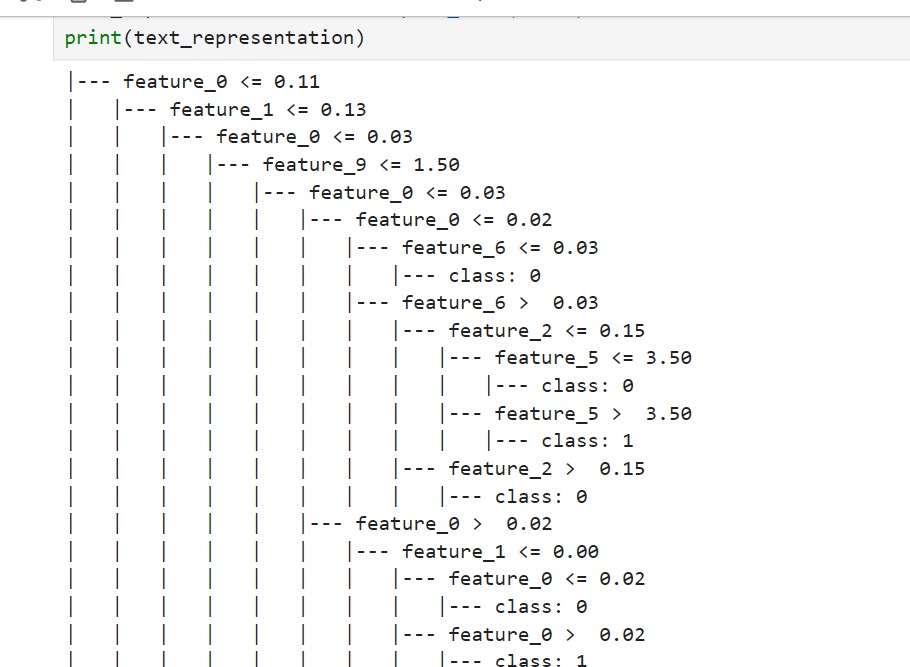 print(text_representation)
|--- feature_0 <= 0.11
|   |--- feature_1 <= 0.13
|   |   |--- feature_0 <= 0.03
|   |   |   |--- feature_9 <= 1.50
|   |   |   |   |--- feature_0 <= 0.03
|   |   |   |   |   |--- feature_0 <= 0.02
|   |   |   |   |   |   |--- feature_6 <= 0.03
|   |   |   |   |   |   |   |--- class: 0
|   |   |   |   |   |   |--- feature_6 >  0.03
|   |   |   |   |   |   |   |--- feature_2 <= 0.15
|   |   |   |   |   |   |   |   |--- feature_5 <= 3.50
|   |   |   |   |   |   |   |   |   |--- class: 0
|   |   |   |   |   |   |   |   |--- feature_5 >  3.50
|   |   |   |   |   |   |   |   |   |--- class: 1
|   |   |   |   |   |   |   |--- feature_2 >  0.15
|   |   |   |   |   |   |   |   |--- class: 0
|   |   |   |   |   |--- feature_0 >  0.02
|   |   |   |   |   |   |--- feature_1 <= 0.00
|   |   |   |   |   |   |   |--- feature_0 <= 0.02
|   |   |   |   |   |   |   |   |--- class: 0
|   |   |   |   |   |   |   |--- feature_0 >  0.02
|   |   |   |   |   |   |   |   |--- class: 1